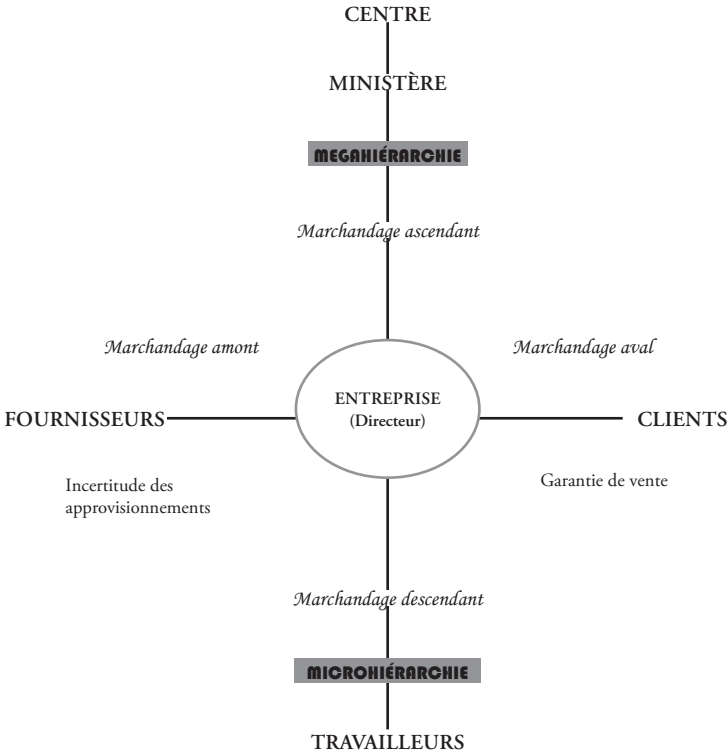 CENTRE
MINISTÈRE
MEGAHIÉRARCHIE
Marchandage ascendant
Marchandage amont
Marchandage aval
ENTREPRISE
(Directeur)
FOURNISSEURS
CLIENTS
Incertitude des
approvisionnements
Garantie de vente
Marchandage descendant
MICROHIÉRARCHIE
TRAVAILLEURS